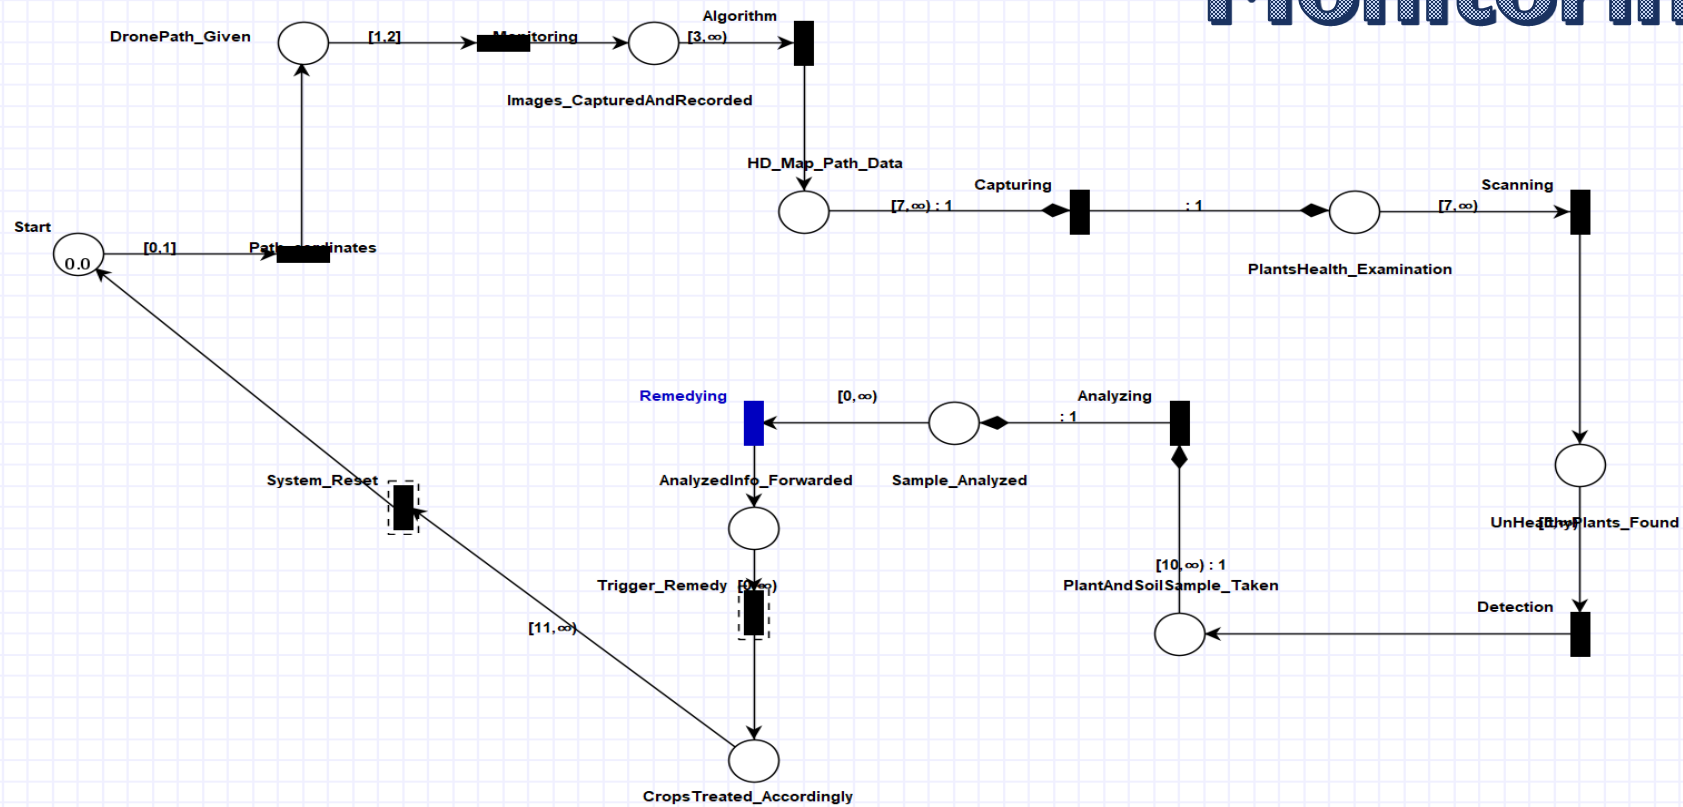 Monitorin
Algorithm
DronePath_Given
[1,2]
Monitoring
[3,∞)
Images_CapturedAndRecorded
HD_Map_Path_Data
Capturing
Scanning
[7,∞) : 1
: 1
[7,∞)
Start
[0,1]
0.0
PlantsHealth_Examination
Remedying
[0,∞)
Analyzing
: 1
System_Reset
AnalyzedInfo_Forwarded
Sample_Analyzed
UnHealthyPlants_Found
[10,∞) : 1
Trigger_Remedy
PlantAndSoilSample_Taken
Detection
[11,∞)
CropsTreated_Accordingly